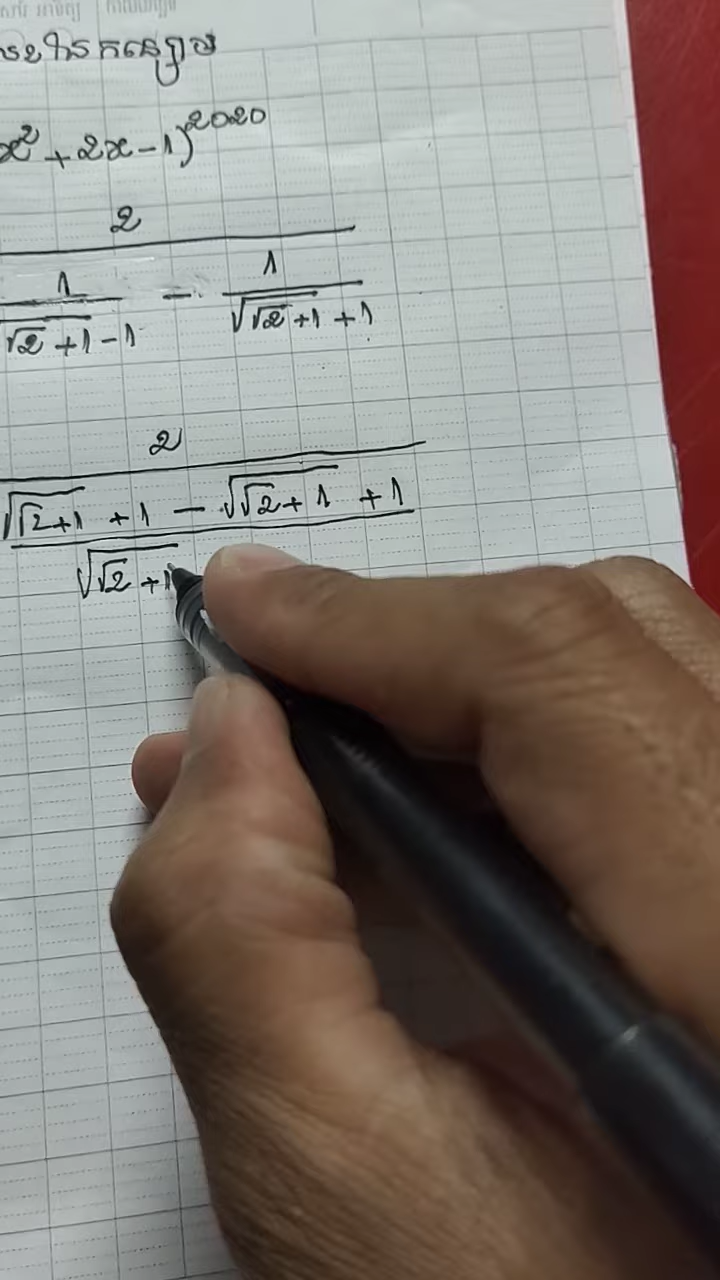 x² + 2x - 1)²⁰²⁰
2
1 - 1
√(√2 + 1) - 1 √(√2 + 1) + 1
2
√(√2 + 1) + 1 - √(√2 + 1) + 1
√(√2 + 1